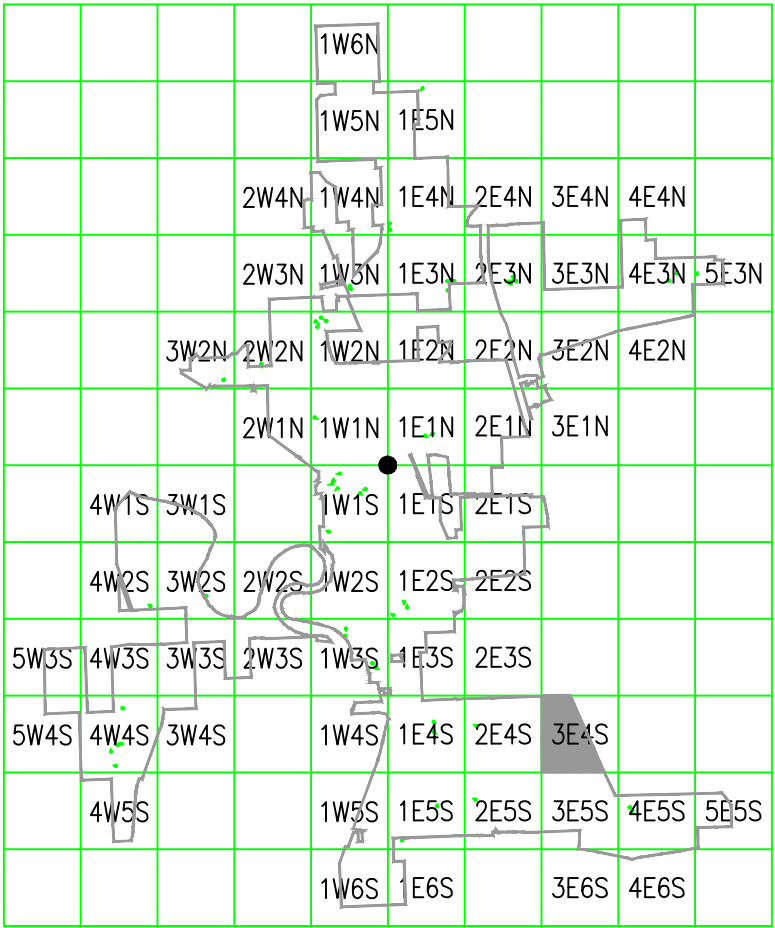 1W6N
1W5N 1E5N
2W4N 1W4N 1E4N 2E4N 3E4N 4E4N
2W3N 1W3N 1E3N 2E3N 3E3N 4E3N 5E3N
3W2N 2W2N 1W2N 1E2N 2E2N 3E2N 4E2N
2W1N 1W1N 1E1N 2E1N 3E1N
4W1S 3W1S 1W1S 1E1S 2E1S
4W2S 3W2S 2W2S 1W2S 1E2S 2E2S
5W3S 4W3S 3W3S 2W3S 1W3S 1E3S 2E3S
5W4S 4W4S 3W4S 1W4S 1E4S 2E4S 3E4S
4W5S 1W5S 1E5S 2E5S 3E5S 4E5S 5E5S
1W6S 1E6S 3E6S 4E6S